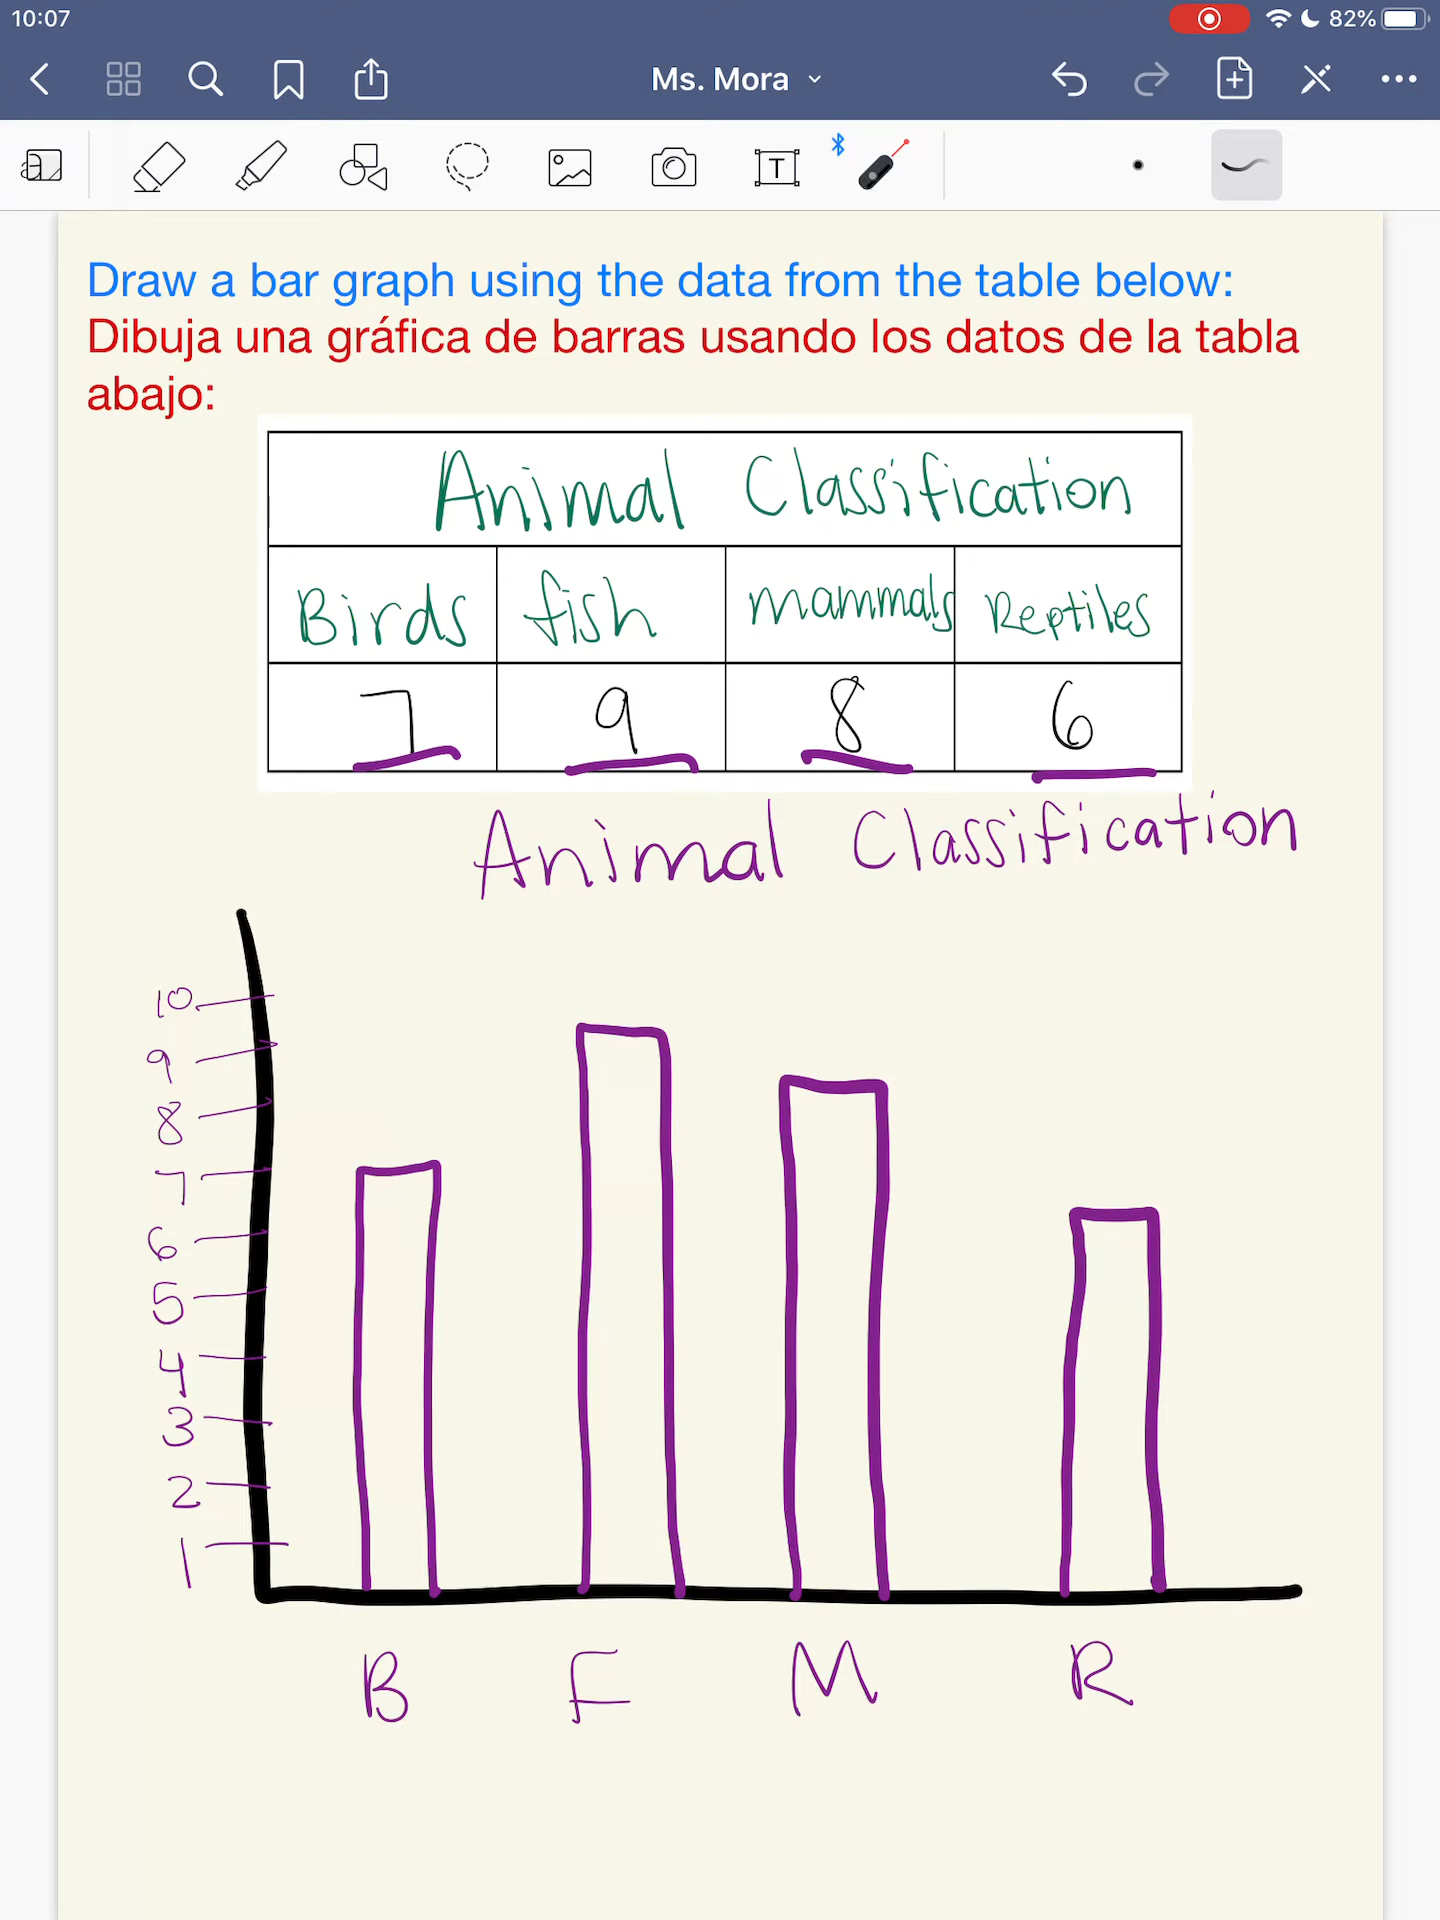 10:07
82%
Ms. Mora
a
T
Draw a bar graph using the data from the table below:
Dibuja una gráfica de barras usando los datos de la tabla
abajo:
Animal Classification
Birds fish mammals Reptiles
7 9 8 6
Animal Classification
10
9
8
7
6
5
4
3
2
1
B F M R